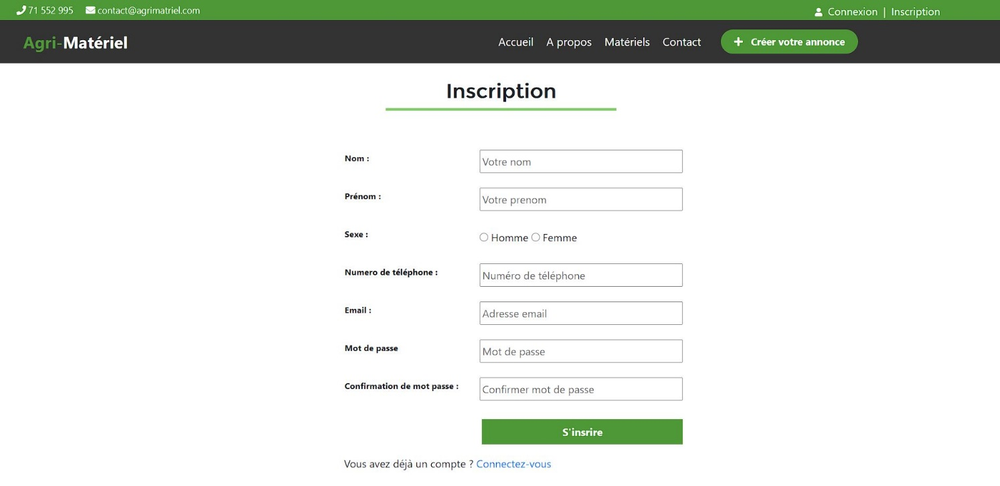 71 552 995 contact@agrimatriel.com Connexion | Inscription
Agri-Matériel Accueil A propos Matériels Contact + Créer votre annonce
Inscription
Nom : Votre nom
Prénom : Votre prenom
Sexe : Homme Femme
Numero de téléphone : Numéro de téléphone
Email : Adresse email
Mot de passe Mot de passe
Confirmation de mot passe : Confirmer mot de passe
S'insrire
Vous avez déjà un compte ? Connectez-vous